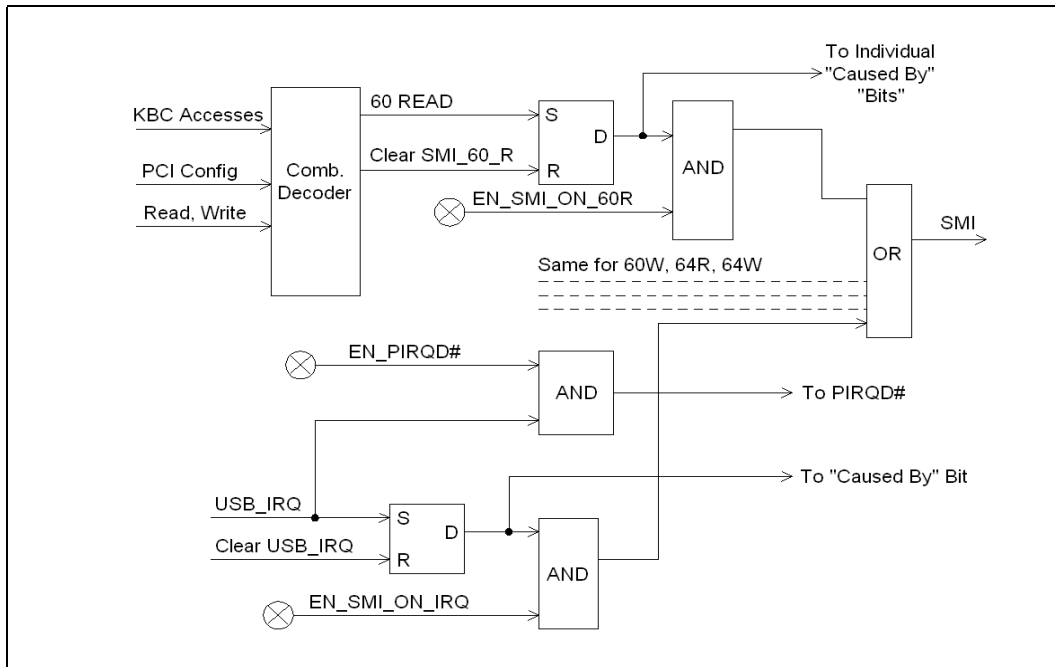 To Individual
"Caused By"
"Bits"
KBC Accesses
PCI Config
Read, Write
Comb.
Decoder
60 READ
Clear SMI_60_R
S
D
R
AND
EN_SMI_ON_60R
OR
SMI
Same for 60W, 64R, 64W
EN_PIRQD#
AND
To PIRQD#
To "Caused By" Bit
USB_IRQ
S
D
Clear USB_IRQ
R
AND
EN_SMI_ON_IRQ